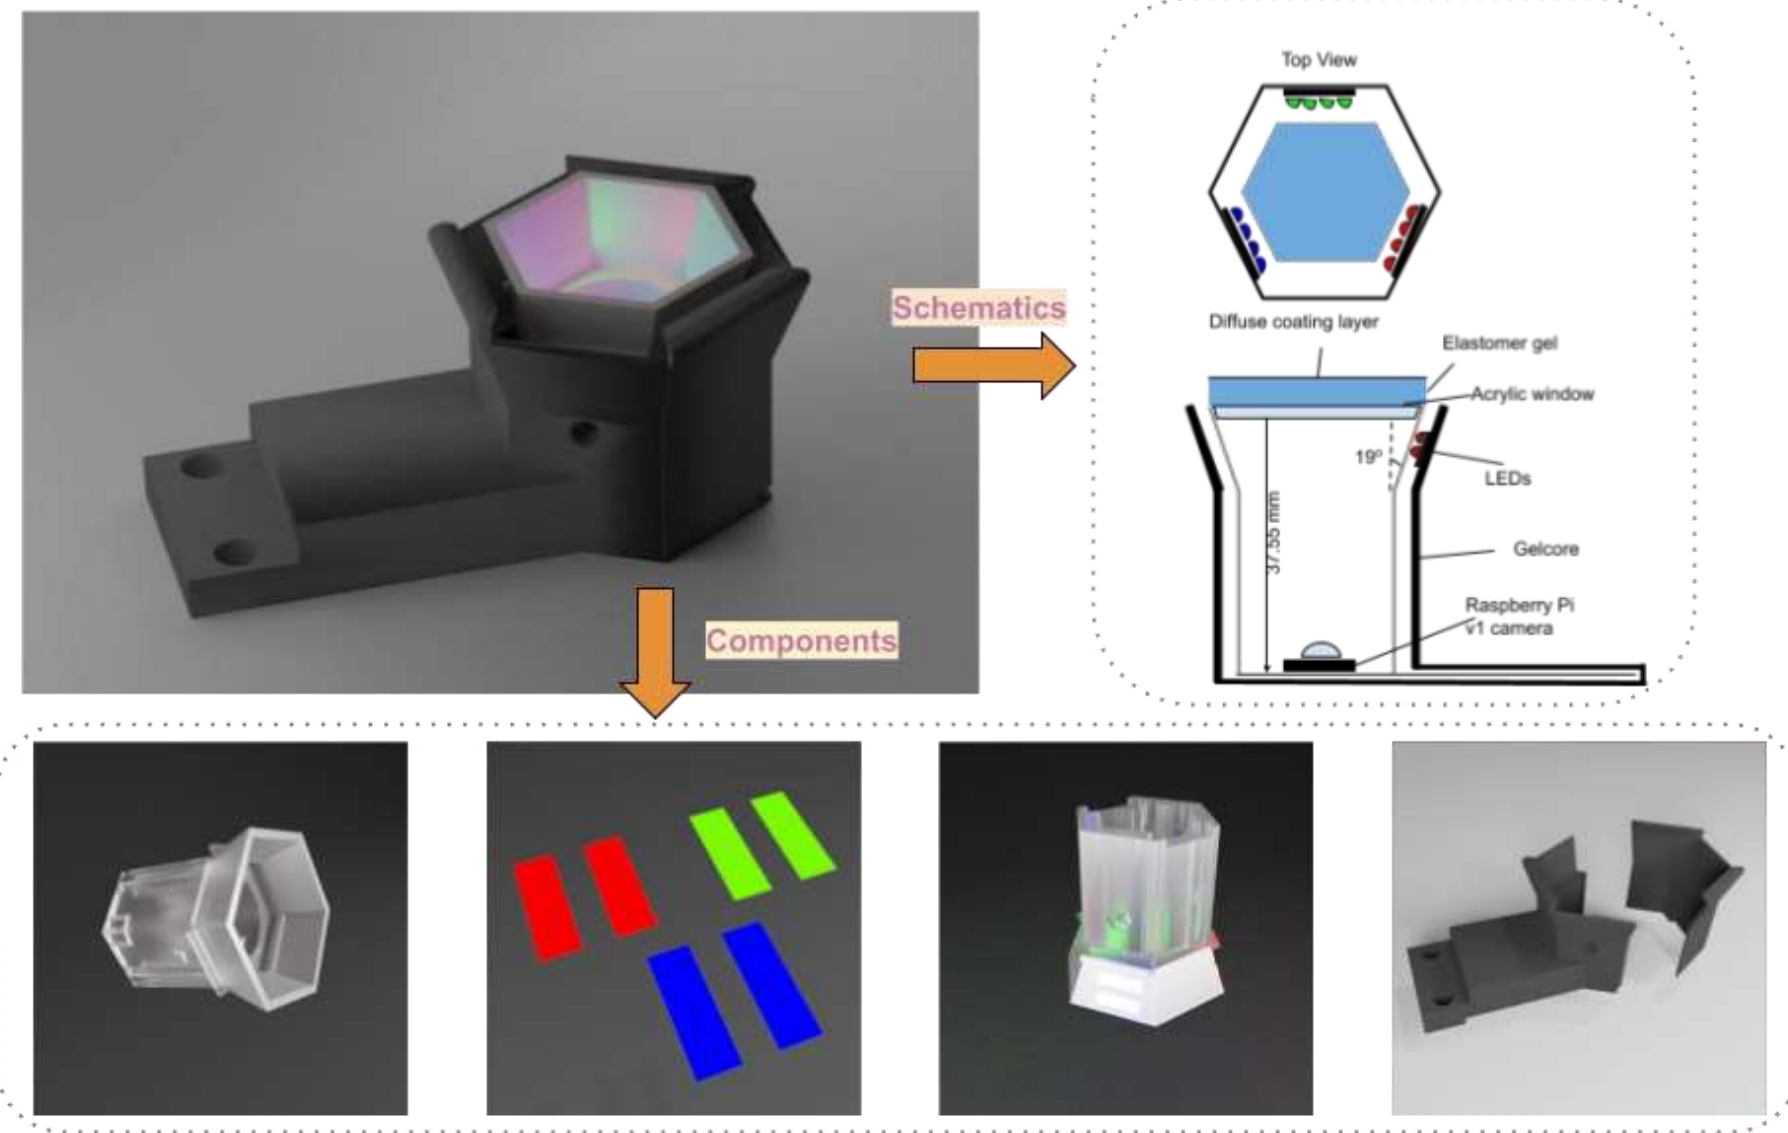 Schematics
Components
Top View
Diffuse coating layer
Elastomer gel
Acrylic window
19º
LEDs
37.55 mm
Gelcore
Raspberry Pi
v1 camera